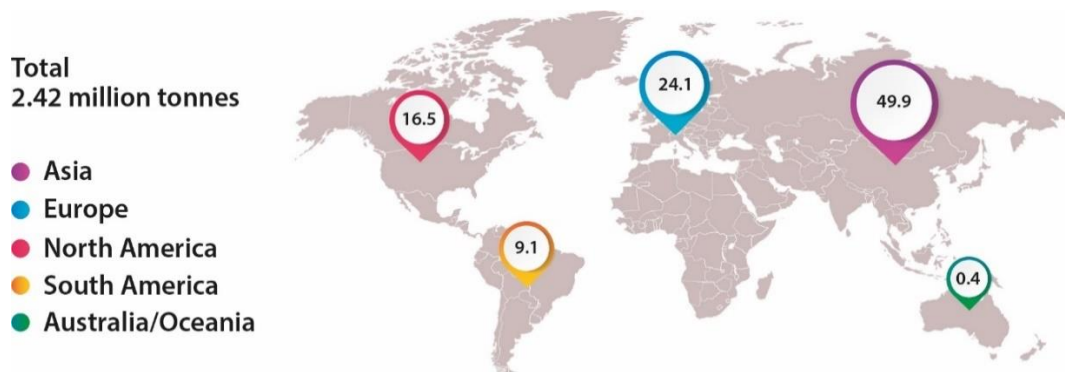 Total
2.42 million tonnes
Asia
Europe
North America
South America
Australia/Oceania
16.5
24.1
49.9
9.1
0.4